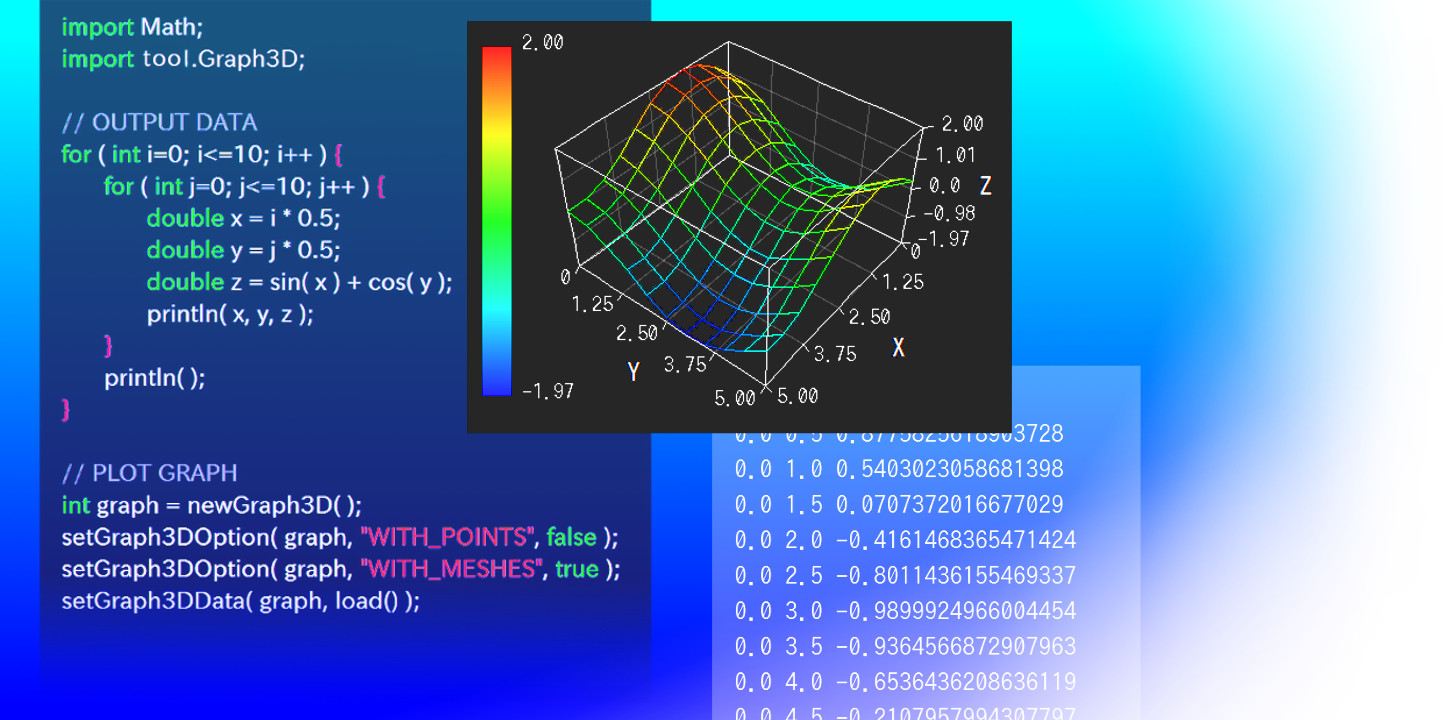 import Math;
import tool.Graph3D;
// OUTPUT DATA
for ( int i=0; i<=10; i++ ) {
for ( int j=0; j<=10; j++ ) {
double x = i * 0.5;
double y = j * 0.5;
double z = sin( x ) + cos( y );
println( x, y, z );
}
println( );
}
// PLOT GRAPH
int graph = newGraph3D( );
setGraph3DOption( graph, "WITH_POINTS", false );
setGraph3DOption( graph, "WITH_MESHES", true );
setGraph3DData( graph, load() );
2.00
-1.97
2.00
1.01
0.0
-0.98
-1.97
Z
0
1.25
2.50
3.75
5.00
X
0
1.25
2.50
3.75
5.00
Y
0.0 0.5 0.8775825618903728
0.0 1.0 0.5403023058681398
0.0 1.5 0.0707372016677029
0.0 2.0 -0.4161468365471424
0.0 2.5 -0.8011436155469337
0.0 3.0 -0.9899924966004454
0.0 3.5 -0.9364566872907963
0.0 4.0 -0.6536436208636119
0.0 4.5 -0.2107957994307797